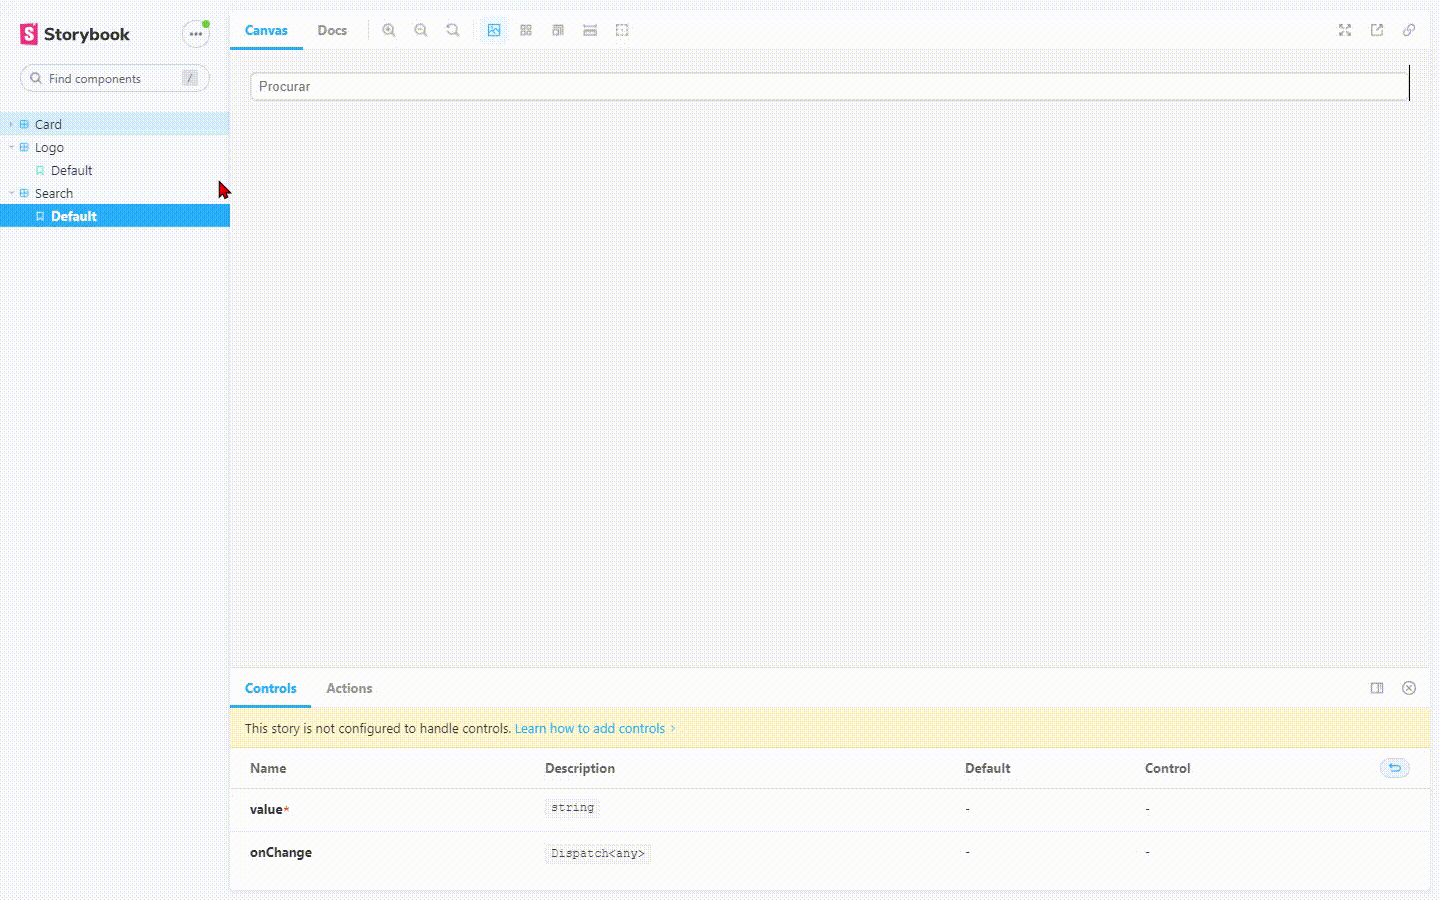 Storybook
Find components /
Card
Logo
Default
Search
Default
Canvas Docs
Procurar
Controls Actions
This story is not configured to handle controls. Learn how to add controls
Name Description Default Control
value* string - -
onChange Dispatch<any> - -